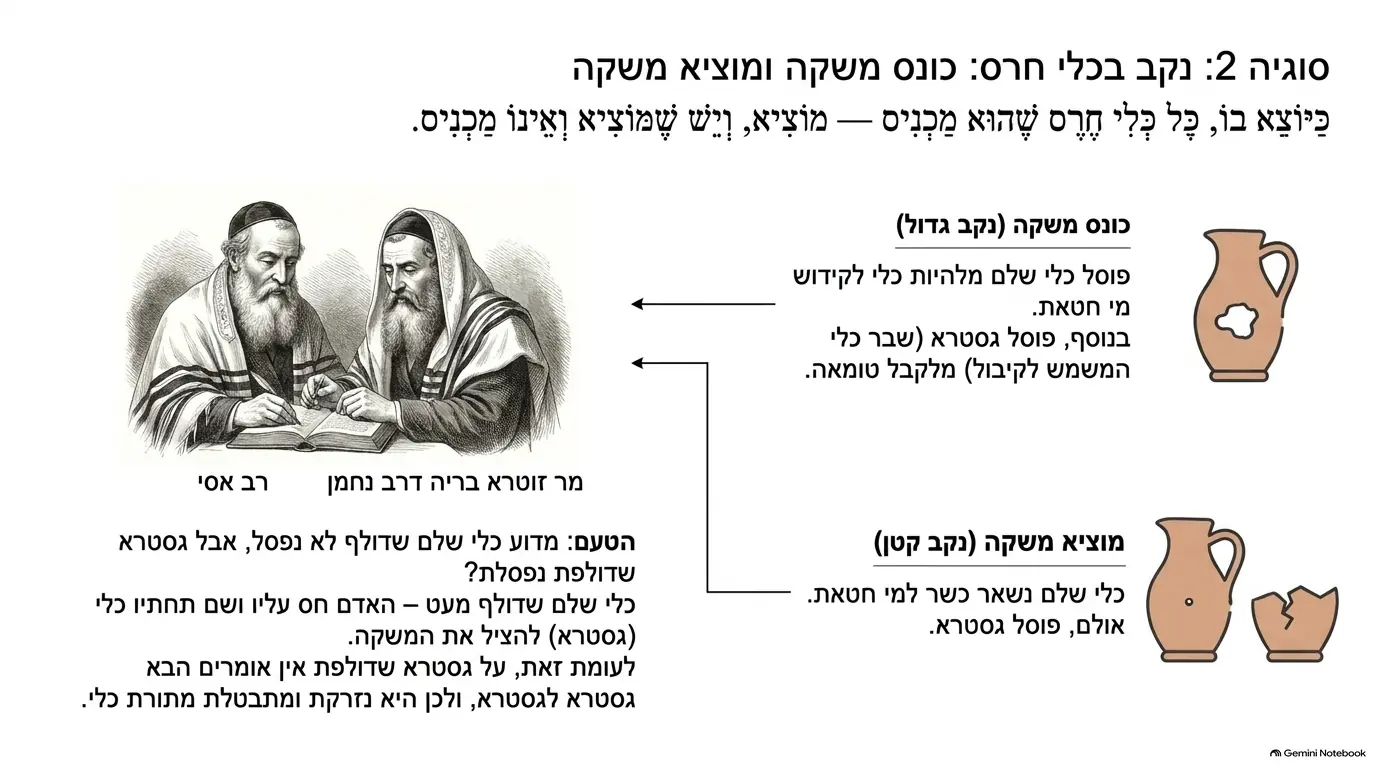 סוגיה 2: נקב בכלי חרס: כונס משקה ומוציא משקה
כַּיּוֹצֵא בוֹ, כׇּל כְּלִי חֶרֶס שֶׁהוּא מַכְנִיס — מוֹצִיא, וְיֵשׁ שֶׁמּוֹצִיא וְאֵינוֹ מַכְנִיס.
כונס משקה (נקב גדול)
פוסל כלי שלם מלהיות כלי לקידוש
מי חטאת.
בנוסף, פוסל גסטרא (שבר כלי
המשמש לקיבול) מלקבל טומאה.
מוציא משקה (נקב קטן)
כלי שלם נשאר כשר למי חטאת.
אולם, פוסל גסטרא.
מר זוטרא בריה דרב נחמן
רב אסי
הטעם: מדוע כלי שלם שדולף לא נפסל, אבל גסטרא
שדולפת נפסלת?
כלי שלם שדולף מעט – האדם חס עליו ושם תחתיו כלי
(גסטרא) להציל את המשקה.
לעומת זאת, על גסטרא שדולפת אין אומרים הבא
גסטרא לגסטרא, ולכן היא נזרקת ומתבטלת מתורת כלי.
Gemini Notebook